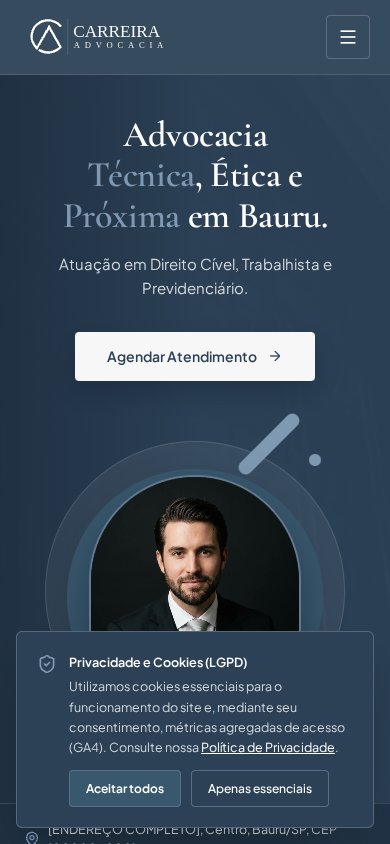 CARREIRA
ADVOCACIA
Advocacia
Técnica, Ética e
Próxima em Bauru.
Atuação em Direito Cível, Trabalhista e
Previdenciário.
Agendar Atendimento
Privacidade e Cookies (LGPD)
Utilizamos cookies essenciais para o
funcionamento do site e, mediante seu
consentimento, métricas agregadas de acesso
(GA4). Consulte nossa Política de Privacidade.
Aceitar todos
Apenas essenciais
[ENDEREÇO COMPLETO], Centro, Bauru/SP, CEP